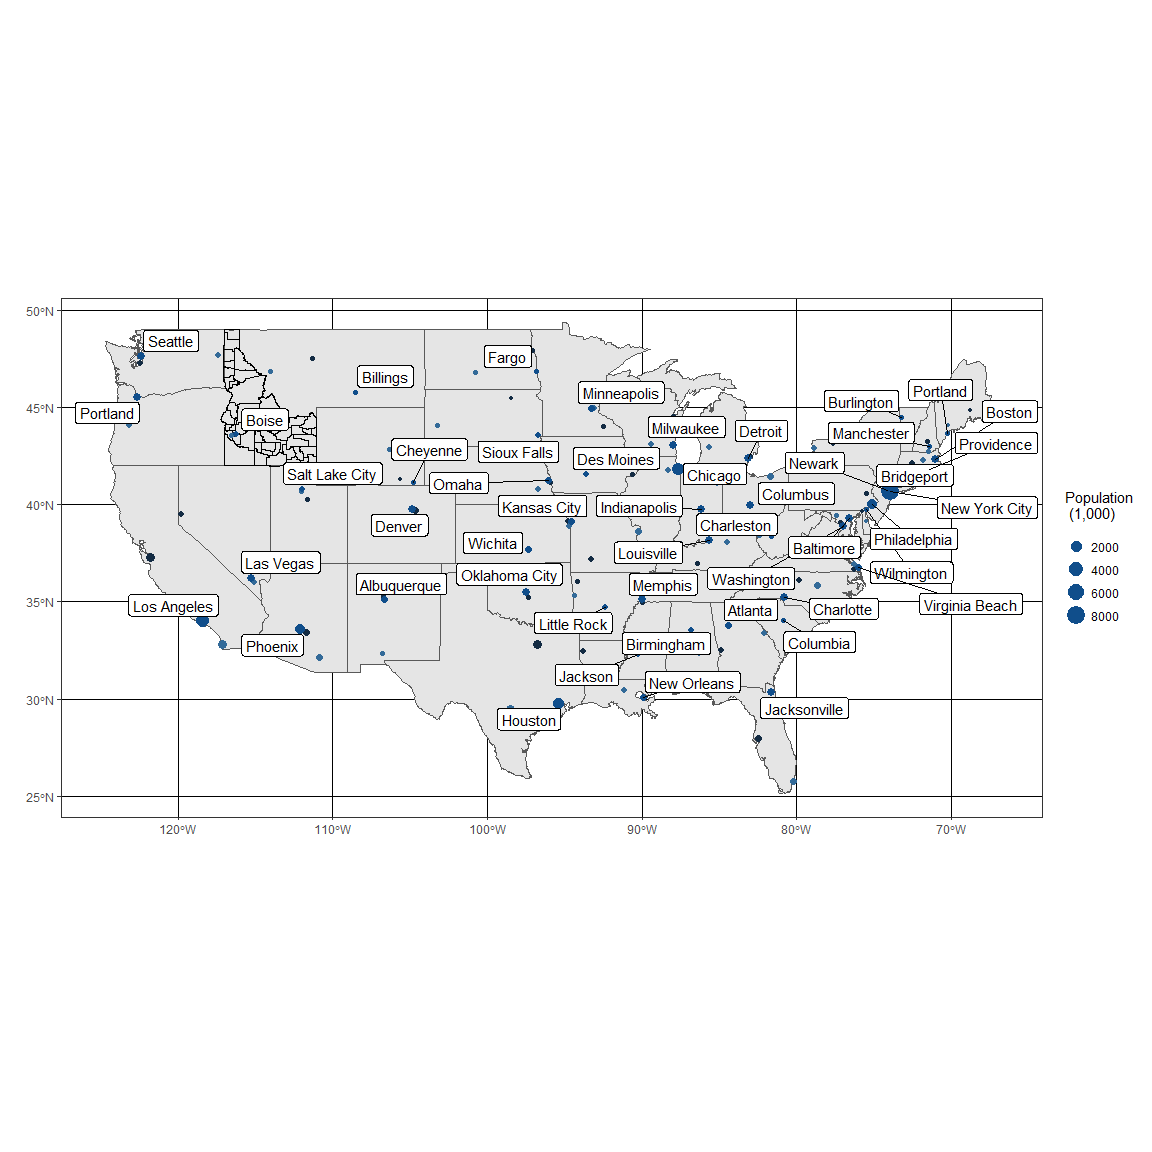 50°N
45°N
40°N
35°N
30°N
25°N
120°W
110°W
100°W
90°W
80°W
70°W
Seattle
Fargo
Billings
Portland
Minneapolis
Burlington
Portland
Boston
Boise
Milwaukee
Detroit
Manchester
Providence
Cheyenne
Sioux Falls
Des Moines
Newark
Salt Lake City
Omaha
Chicago
Bridgeport
Columbus
Kansas City
Indianapolis
New York City
Denver
Charleston
Philadelphia
Wichita
Louisville
Baltimore
Las Vegas
Albuquerque
Oklahoma City
Memphis
Washington
Wilmington
Los Angeles
Little Rock
Atlanta
Charlotte
Virginia Beach
Phoenix
Birmingham
Columbia
Jackson
New Orleans
Houston
Jacksonville
Population
(1,000)
2000
4000
6000
8000